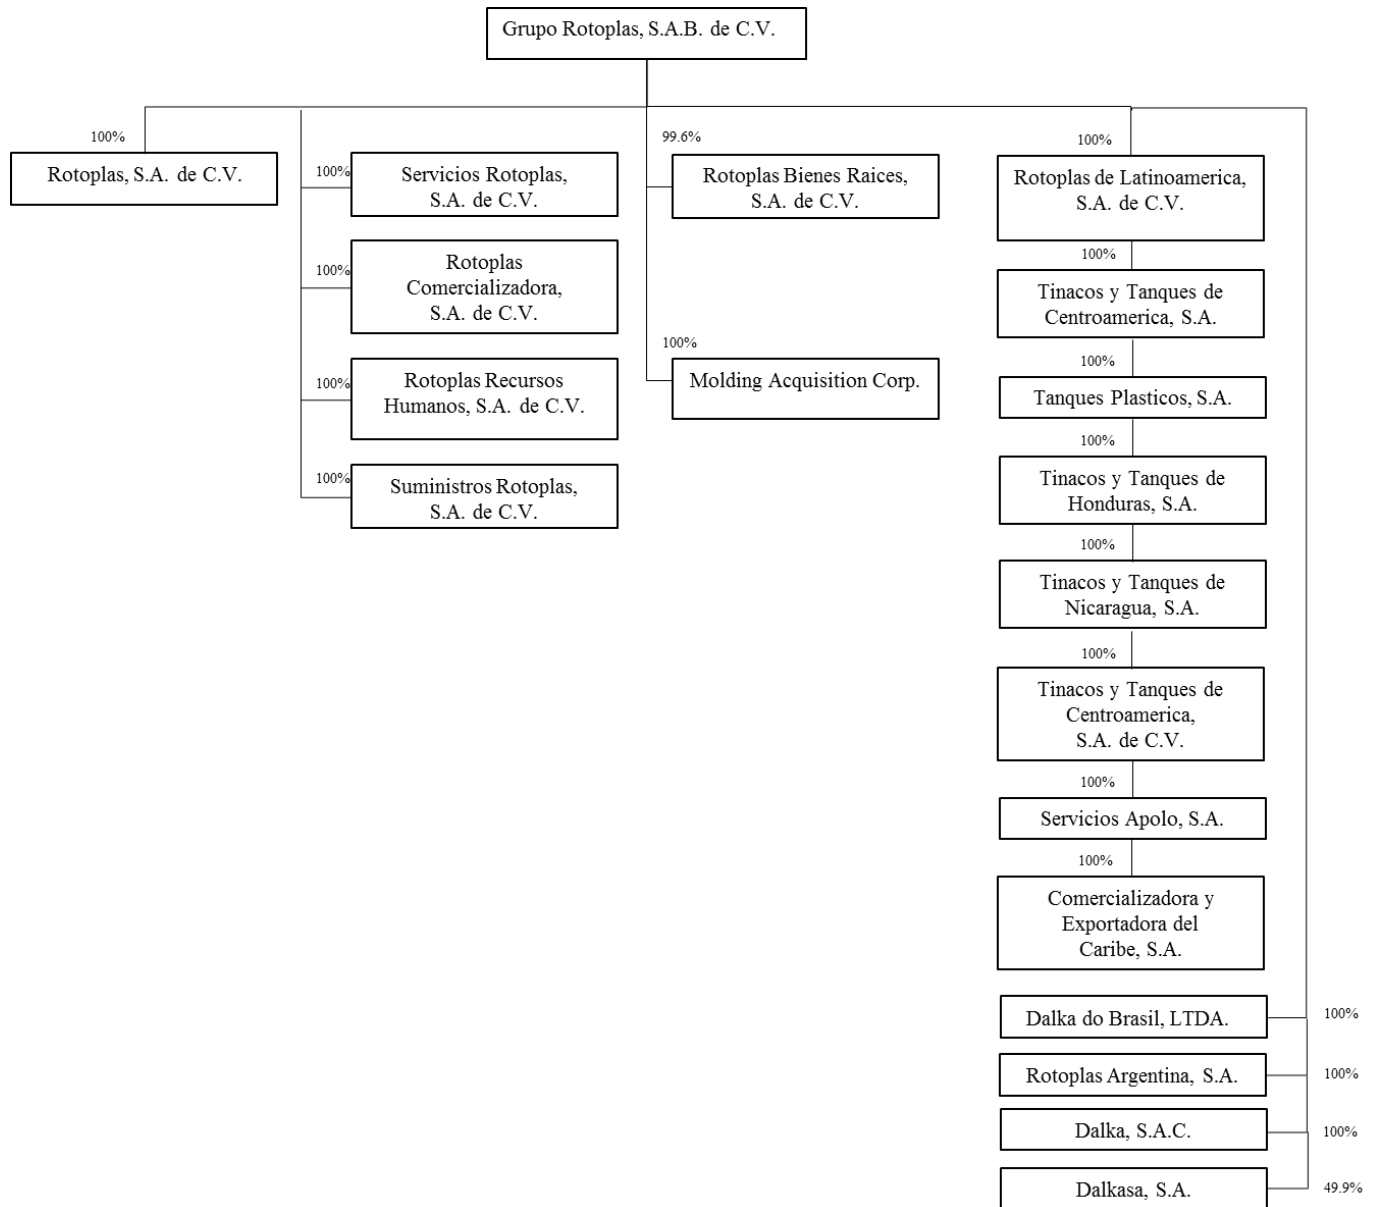 Grupo Rotoplas, S.A.B. de C.V.
100%
Rotoplas, S.A. de C.V.
100%
Servicios Rotoplas,
S.A. de C.V.
100%
Rotoplas
Comercializadora,
S.A. de C.V.
100%
Rotoplas Recursos
Humanos, S.A. de C.V.
100%
Suministros Rotoplas,
S.A. de C.V.
99.6%
Rotoplas Bienes Raices,
S.A. de C.V.
100%
Molding Acquisition Corp.
100%
Rotoplas de Latinoamerica,
S.A. de C.V.
100%
Tinacos y Tanques de
Centroamerica, S.A.
100%
Tanques Plasticos, S.A.
100%
Tinacos y Tanques de
Honduras, S.A.
100%
Tinacos y Tanques de
Nicaragua, S.A.
100%
Tinacos y Tanques de
Centroamerica,
S.A. de C.V.
100%
Servicios Apolo, S.A.
100%
Comercializadora y
Exportadora del
Caribe, S.A.
Dalka do Brasil, LTDA.
100%
Rotoplas Argentina, S.A.
100%
Dalka, S.A.C.
100%
Dalkasa, S.A.
49.9%